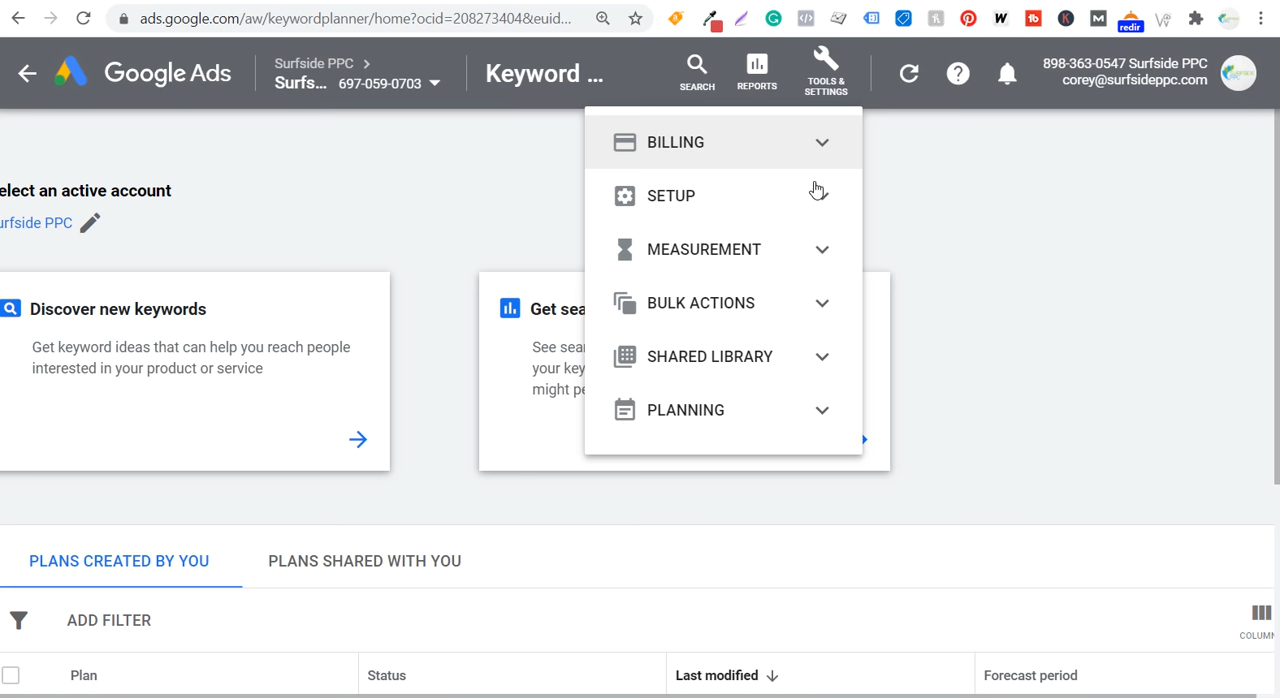 ads.google.com/aw/keywordplanner/home?ocid=208273404&euid...
redir
Google Ads
Surfside PPC >
Surfs... 697-059-0703
Keyword ...
SEARCH
REPORTS
TOOLS &
SETTINGS
898-363-0547 Surfside PPC
corey@surfsideppc.com
BILLING
SETUP
MEASUREMENT
BULK ACTIONS
SHARED LIBRARY
PLANNING
elect an active account
urfside PPC
Discover new keywords
Get keyword ideas that can help you reach people
interested in your product or service
Get sea
See sea
your key
might pe
PLANS CREATED BY YOU
PLANS SHARED WITH YOU
ADD FILTER
COLUMN
Plan
Status
Last modified
Forecast period